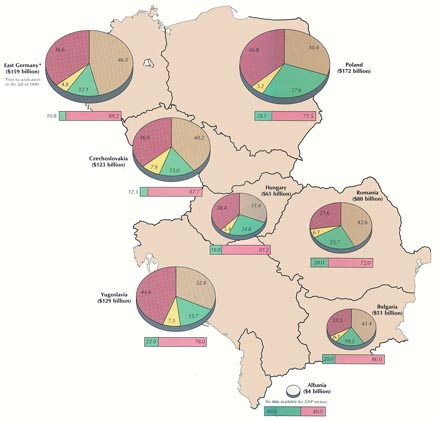 East Germany*
($159 billion)
*Prior to unification
in the fall of 1990.
36.6
46.5
4.8
12.1
10.8
89.2
36.8
30.4
5.2
27.6
Poland
($172 billion)
28.5
71.5
36.9
40.2
7.9
15.0
Czechoslovakia
($123 billion)
12.3
87.7
Hungary
($65 billion)
38.4
31.4
5.4
24.8
18.8
81.2
Romania
($80 billion)
27.6
42.6
6.1
23.7
28.0
72.0
Yugoslavia
($129 billion)
44.6
32.4
7.3
15.7
22.0
78.0
Bulgaria
($51 billion)
41.4
19.2
20.0
80.0
Albania
($4 billion)
No data available for GNP sectors.
60.0
40.0